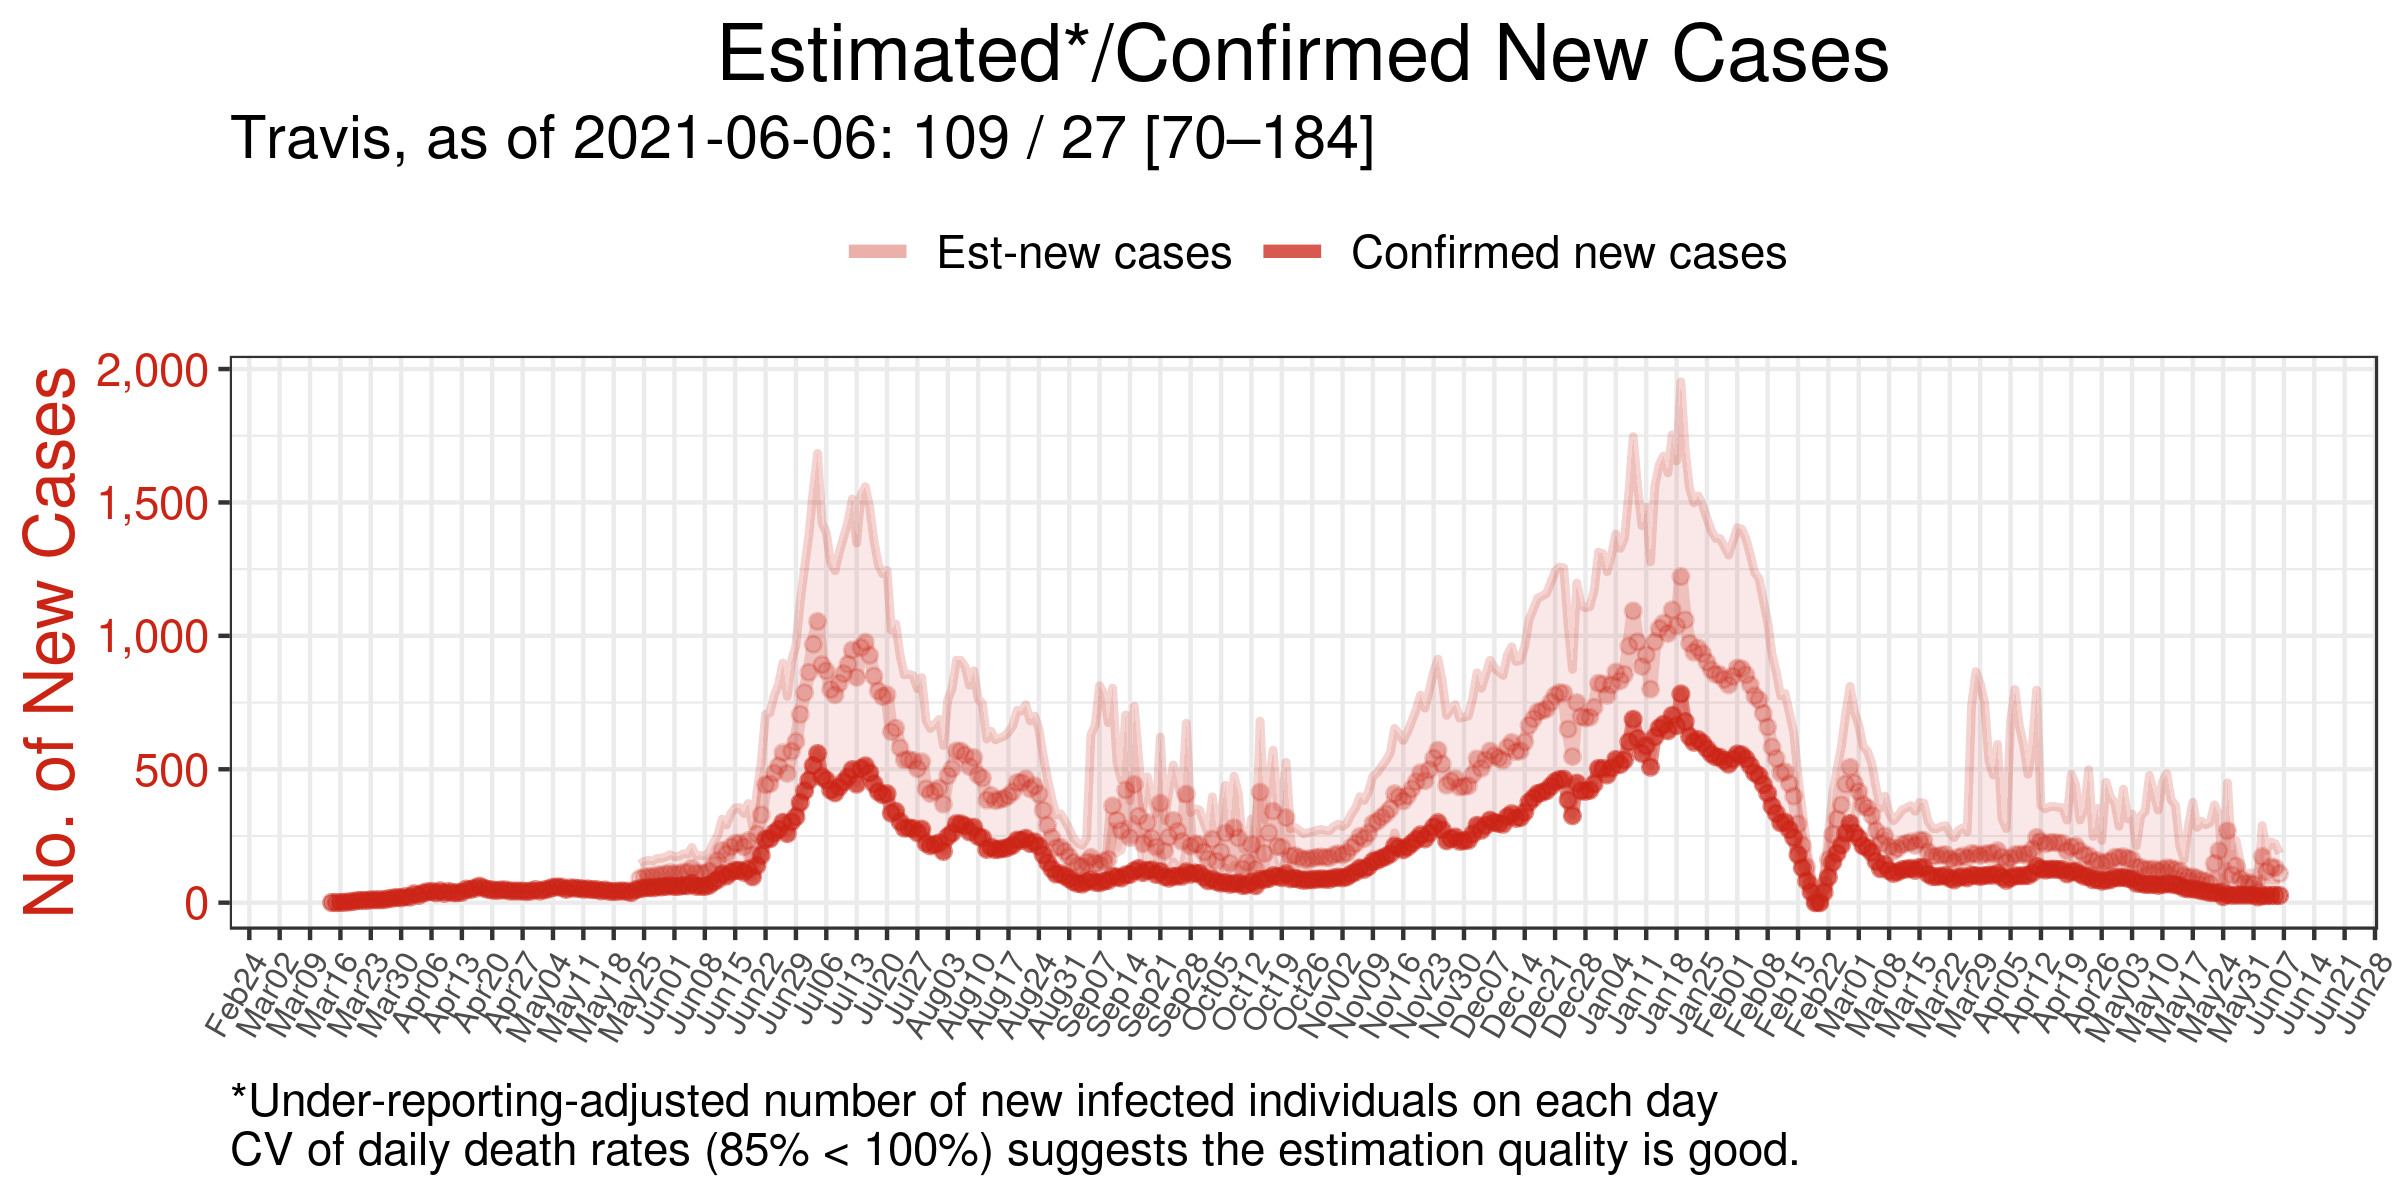 Estimated*/Confirmed New Cases
Travis, as of 2021-06-06: 109 / 27 [70–184]
Est-new cases
Confirmed new cases
No. of New Cases
2,000
1,500
1,000
500
0
Feb24
Mar02
Mar09
Mar16
Mar23
Mar30
Apr06
Apr13
Apr20
Apr27
May04
May11
May18
May25
Jun01
Jun08
Jun15
Jun22
Jun29
Jul06
Jul13
Jul20
Jul27
Aug03
Aug10
Aug17
Aug24
Aug31
Sep07
Sep14
Sep21
Sep28
Oct05
Oct12
Oct19
Oct26
Nov02
Nov09
Nov16
Nov23
Nov30
Dec07
Dec14
Dec21
Dec28
Jan04
Jan11
Jan18
Jan25
Feb01
Feb08
Feb15
Feb22
Mar01
Mar08
Mar15
Mar22
Mar29
Apr05
Apr12
Apr19
Apr26
May03
May10
May17
May24
May31
Jun07
Jun14
Jun21
Jun28
*Under-reporting-adjusted number of new infected individuals on each day
CV of daily death rates (85% < 100%) suggests the estimation quality is good.